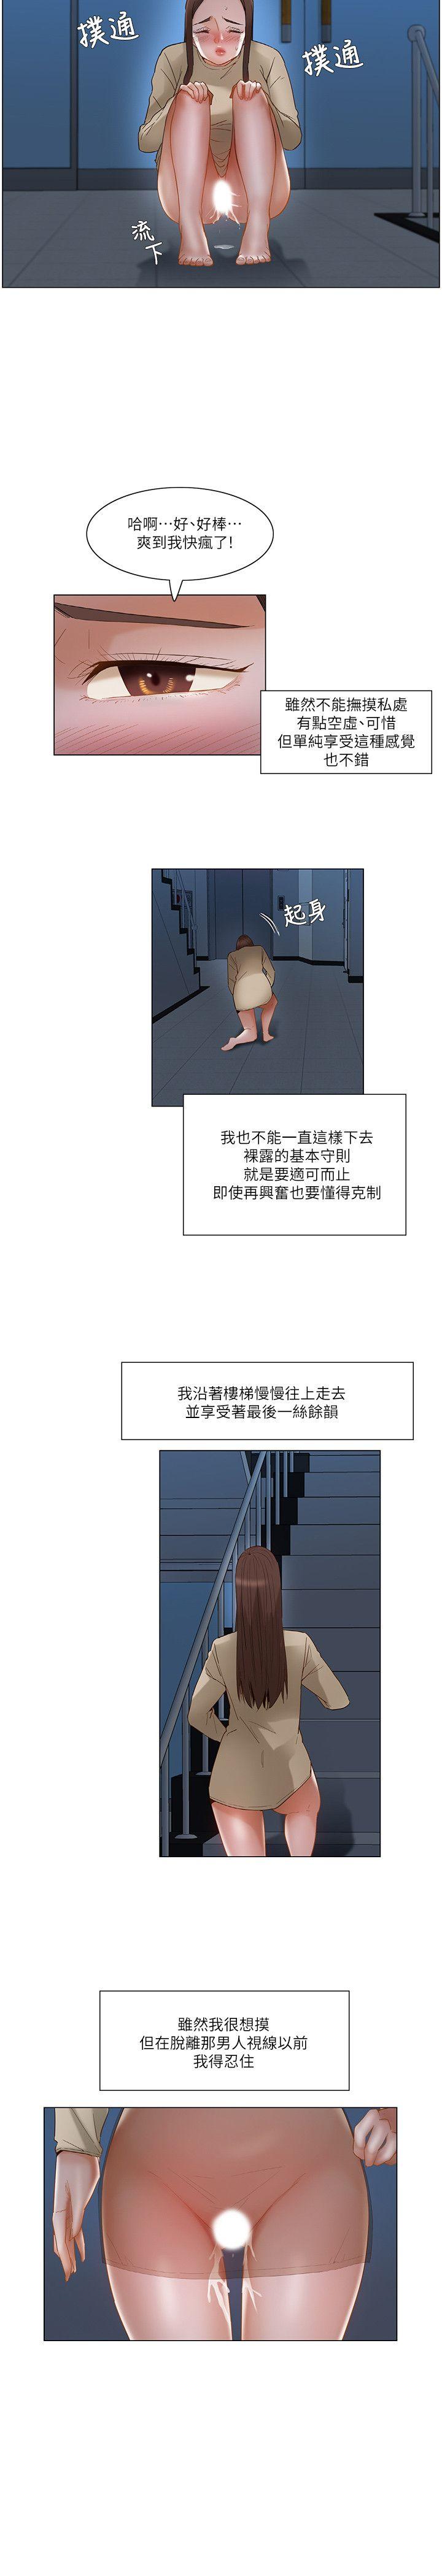 撲通
撲通
流下
哈啊⋯好、好棒⋯
爽到我快瘋了!
雖然不能撫摸私處
有點空虛、可惜
但單純享受這種感覺
也不錯
起身
我也不能一直這樣下去
裸露的基本守則
就是要適可而止
即使再興奮也要懂得克制
我沿著樓梯慢慢往上走去
並享受著最後一絲餘韻
雖然我很想摸
但在脫離那男人視線以前
我得忍住